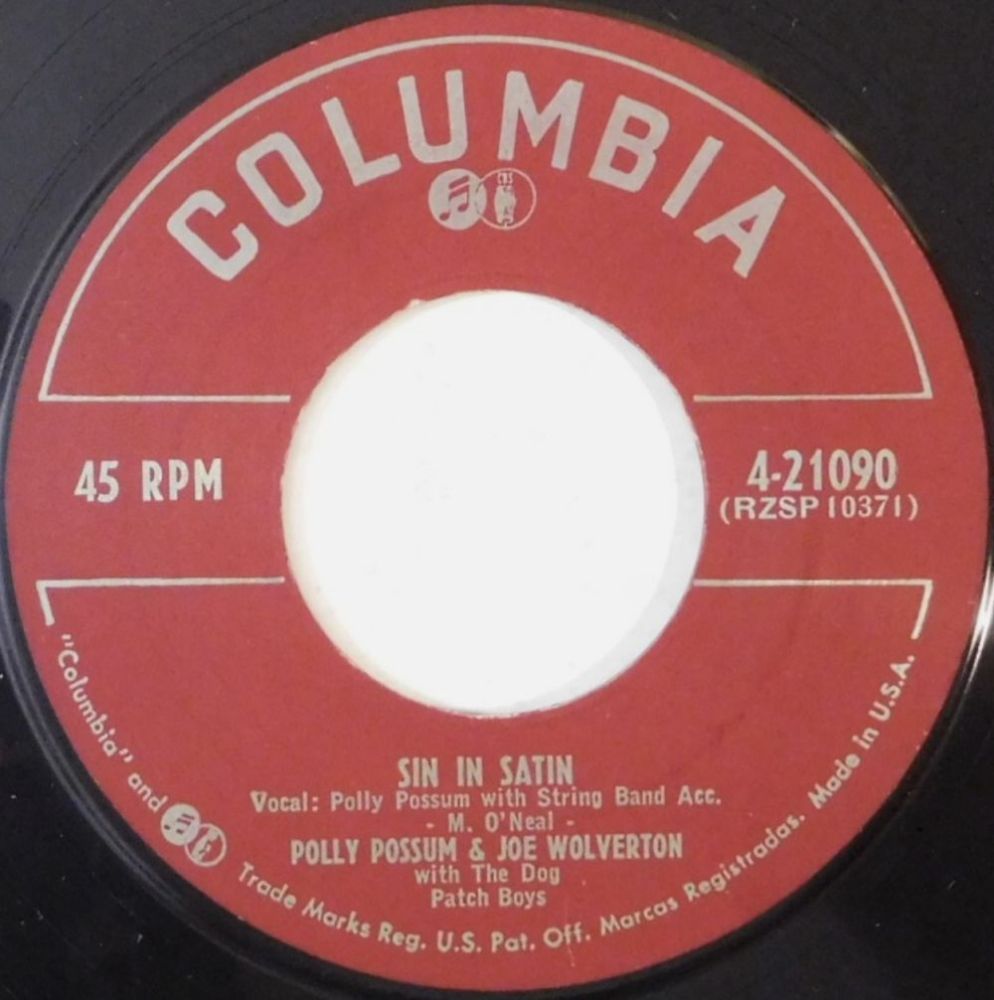 COLUMBIA
CBS
45 RPM
4-21090
(RZSP 10371)
SIN IN SATIN
Vocal: Polly Possum with String Band Acc.
- M. O'Neal -
POLLY POSSUM & JOE WOLVERTON
with The Dog
Patch Boys
"Columbia" and Trade Marks Reg. U.S. Pat. Off. Marcas Registradas. Made in U.S.A.